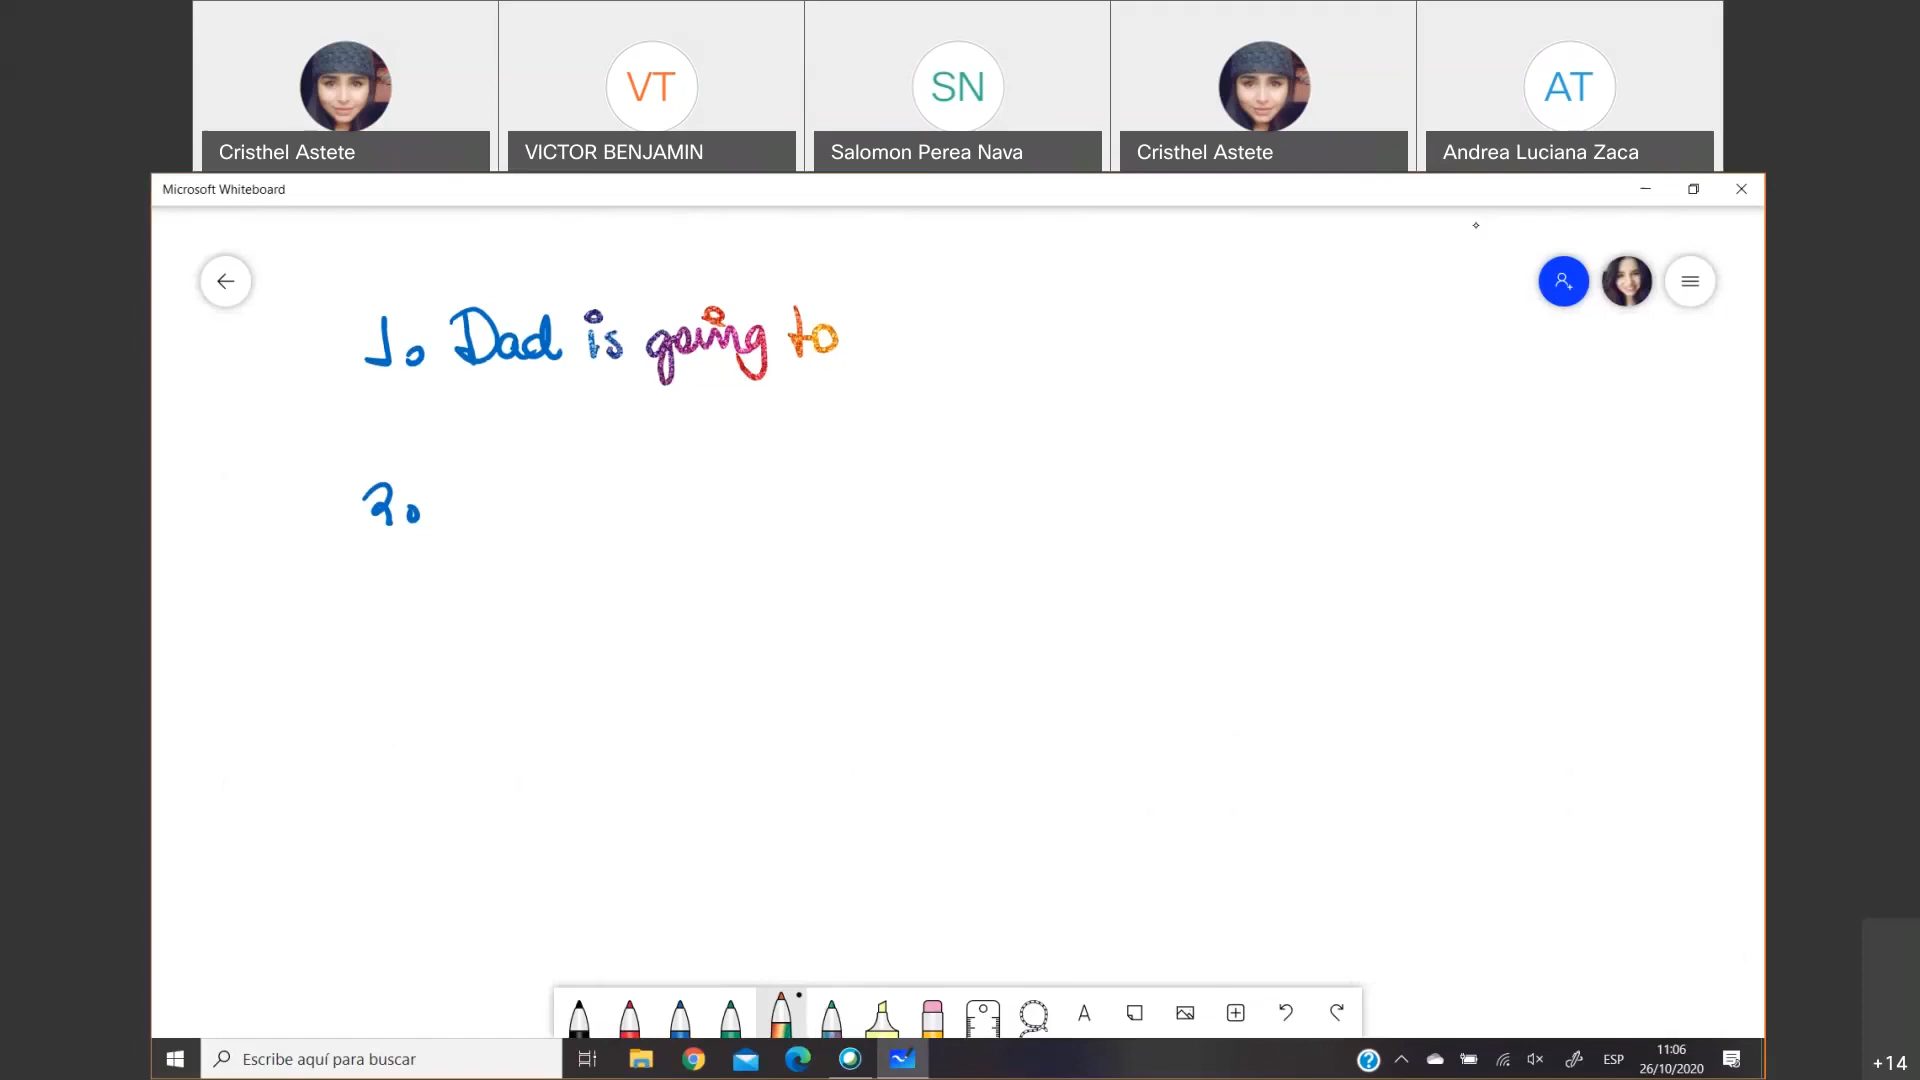 VT SN AT
Cristhel Astete VICTOR BENJAMIN Salomon Perea Nava Cristhel Astete Andrea Luciana Zaca
Microsoft Whiteboard
1. Dad is going to
2.
A
Escribe aquí para buscar
ESP
11:06
26/10/2020
+14